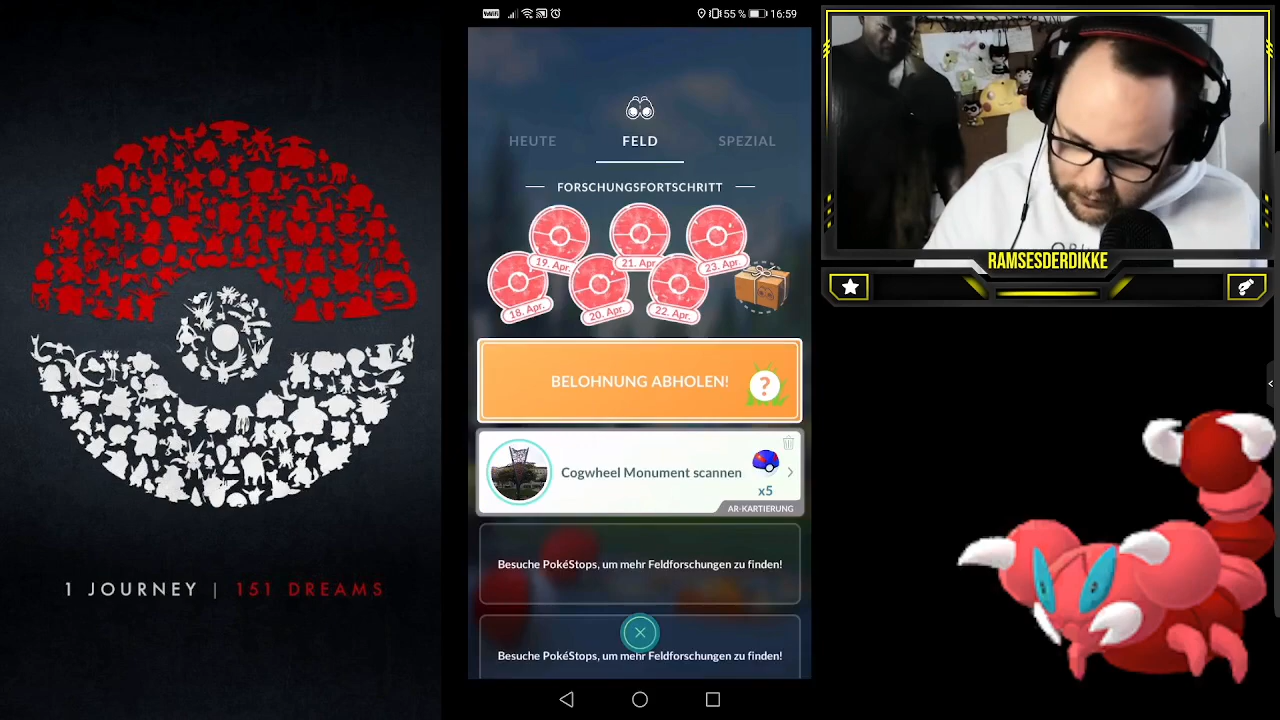 WiFi
55 %
16:59
HEUTE
FELD
SPEZIAL
FORSCHUNGSFORTSCHRITT
19. Apr.
21. Apr.
23. Apr.
18. Apr.
20. Apr.
22. Apr.
BELOHNUNG ABHOLEN!
?
Cogwheel Monument scannen
x5
AR-KARTIERUNG
Besuche PokéStops, um mehr Feldforschungen zu finden!
Besuche PokéStops, um mehr Feldforschungen zu finden!
1 JOURNEY | 151 DREAMS
RAMSESDERDIKKE